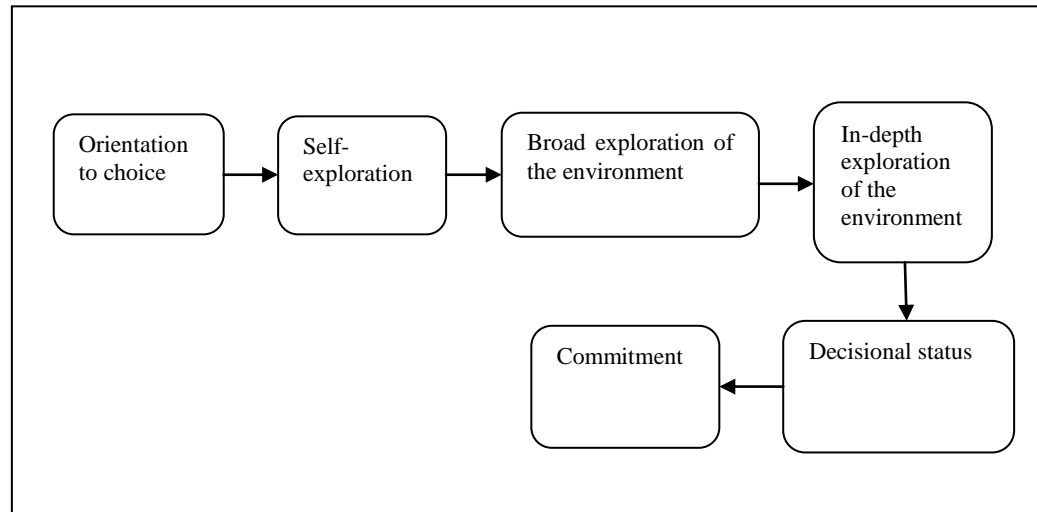 Orientation
to choice
Self-
exploration
Broad exploration of
the environment
In-depth
exploration
of the
environment
Decisional status
Commitment